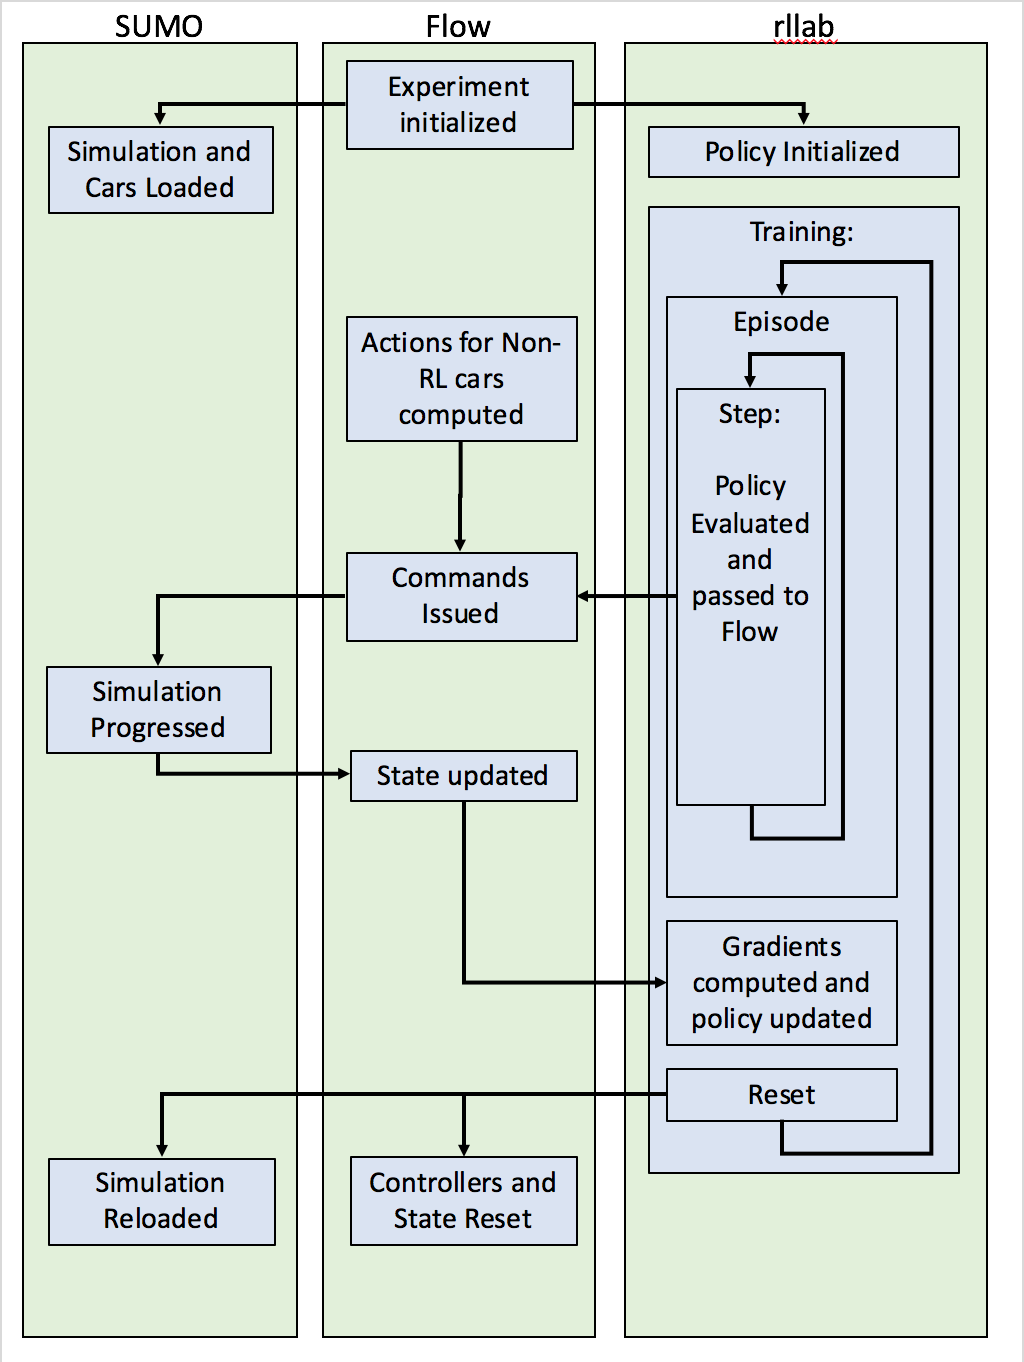 SUMO
Flow
rllab
Experiment
initialized
Simulation and
Cars Loaded
Policy Initialized
Training:
Episode
Actions for Non-
RL cars
computed
Step:
Policy
Evaluated
and
passed to
Flow
Commands
Issued
Simulation
Progressed
State updated
Gradients
computed and
policy updated
Reset
Simulation
Reloaded
Controllers and
State Reset